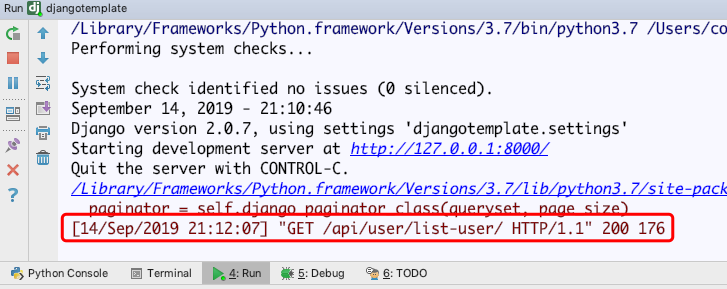 Run djangotemplate
/Library/Frameworks/Python.framework/Versions/3.7/bin/python3.7 /Users/co
Performing system checks...
System check identified no issues (0 silenced).
September 14, 2019 - 21:10:46
Django version 2.0.7, using settings 'djangotemplate.settings'
Starting development server at http://127.0.0.1:8000/
Quit the server with CONTROL-C.
/Library/Frameworks/Python.framework/Versions/3.7/lib/python3.7/site-pack
paginator = self.django_paginator_class(queryset, page_size)
[14/Sep/2019 21:12:07] "GET /api/user/list-user/ HTTP/1.1" 200 176
Python Console Terminal 4: Run 5: Debug 6: TODO